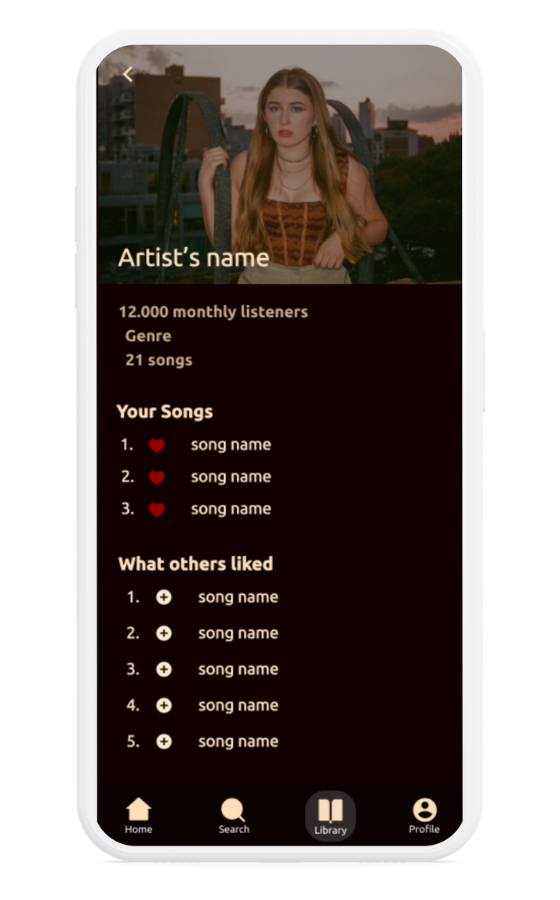 Artist's name
12.000 monthly listeners
Genre
21 songs
Your Songs
1. song name
2. song name
3. song name
What others liked
1. song name
2. song name
3. song name
4. song name
5. song name
Home Search Library Profile